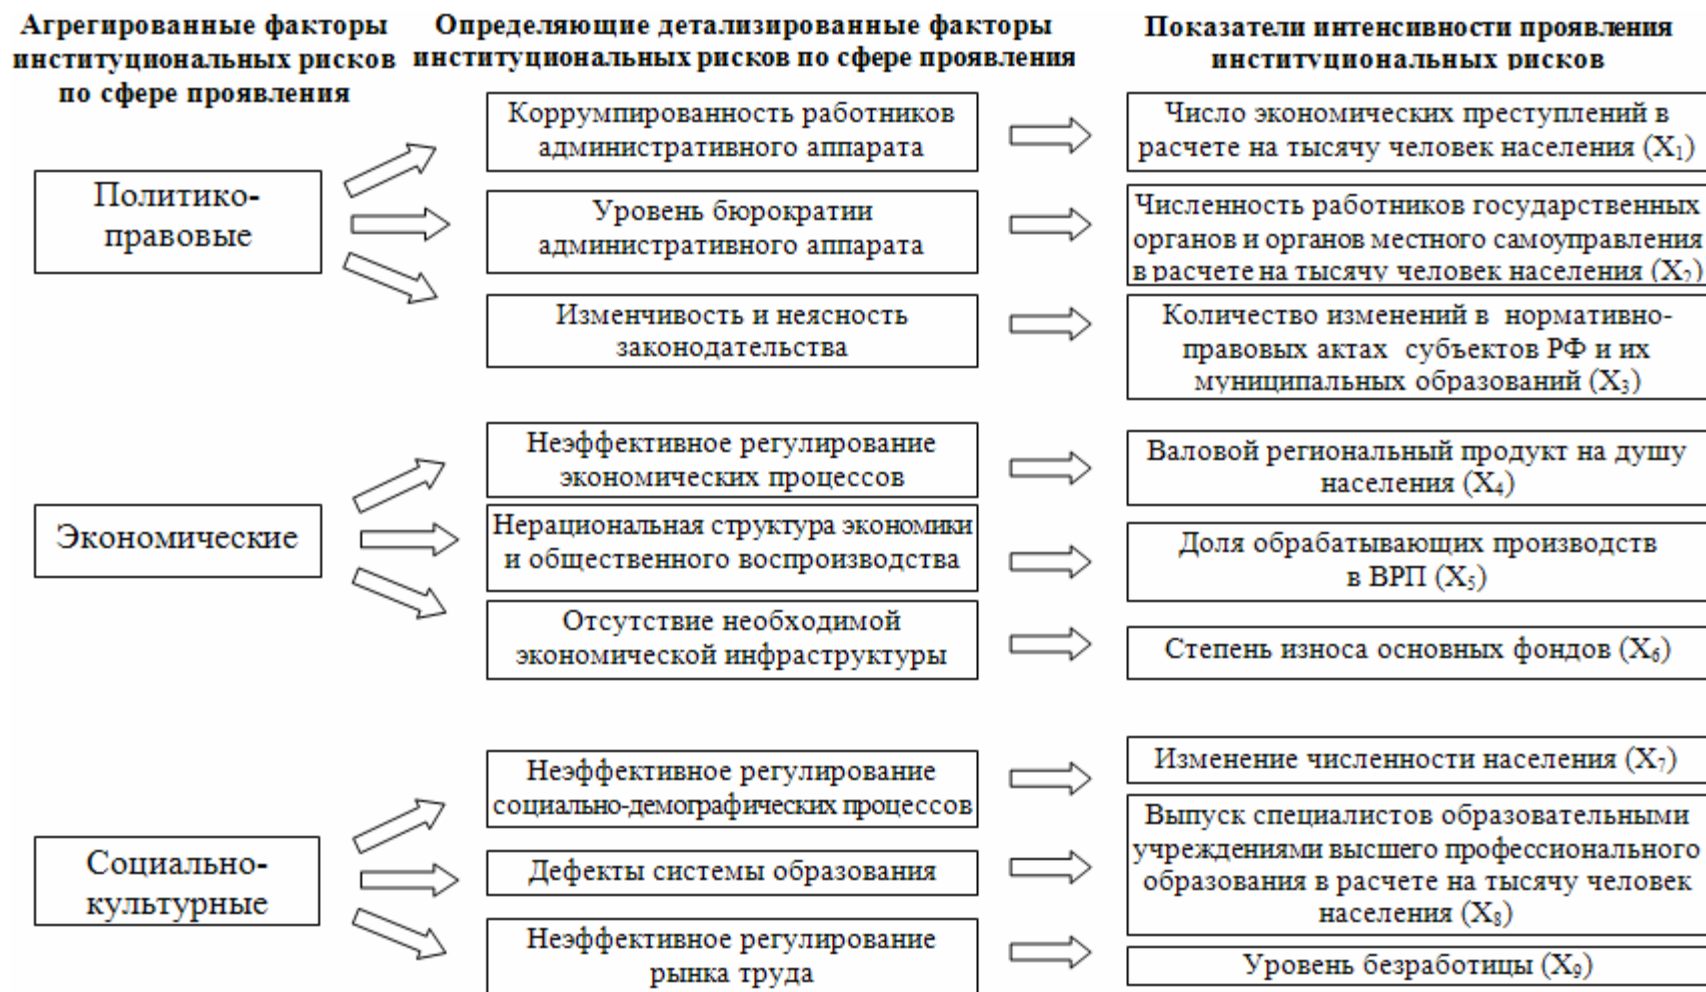 Агрегированные факторы
институциональных рисков
по сфере проявления
Определяющие детализированные факторы
институциональных рисков по сфере проявления
Показатели интенсивности проявления
институциональных рисков
Политико-
правовые
Коррумпированность работников
административного аппарата
Число экономических преступлений в
расчете на тысячу человек населения (X₁)
Уровень бюрократии
административного аппарата
Численность работников государственных
органов и органов местного самоуправления
в расчете на тысячу человек населения (X₂)
Изменчивость и неясность
законодательства
Количество изменений в нормативно-
правовых актах субъектов РФ и их
муниципальных образований (X₃)
Экономические
Неэффективное регулирование
экономических процессов
Валовой региональный продукт на душу
населения (X₄)
Нерациональная структура экономики
и общественного воспроизводства
Доля обрабатывающих производств
в ВРП (X₅)
Отсутствие необходимой
экономической инфраструктуры
Степень износа основных фондов (X₆)
Социально-
культурные
Неэффективное регулирование
социально-демографических процессов
Изменение численности населения (X₇)
Дефекты системы образования
Выпуск специалистов образовательными
учреждениями высшего профессионального
образования в расчете на тысячу человек
населения (X₈)
Неэффективное регулирование
рынка труда
Уровень безработицы (X₉)